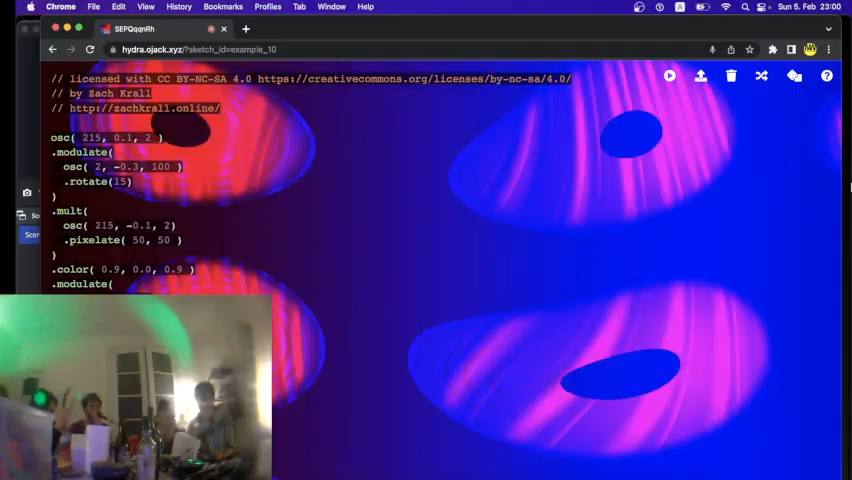 Chrome File Edit View History Bookmarks Profiles Tab Window Help Sun 5. Feb 23:00
SEPQqqnRh
hydra.ojack.xyz/?sketch_id=example_10
// licensed with CC BY-NC-SA 4.0 https://creativecommons.org/licenses/by-nc-sa/4.0/
// by Zach Krall
// http://zachkrall.online/
osc( 215, 0.1, 2 )
.modulate(
osc( 2, -0.3, 100 )
.rotate(15)
)
.mult(
osc( 215, -0.1, 2)
.pixelate( 50, 50 )
)
.color( 0.9, 0.0, 0.9 )
.modulate(